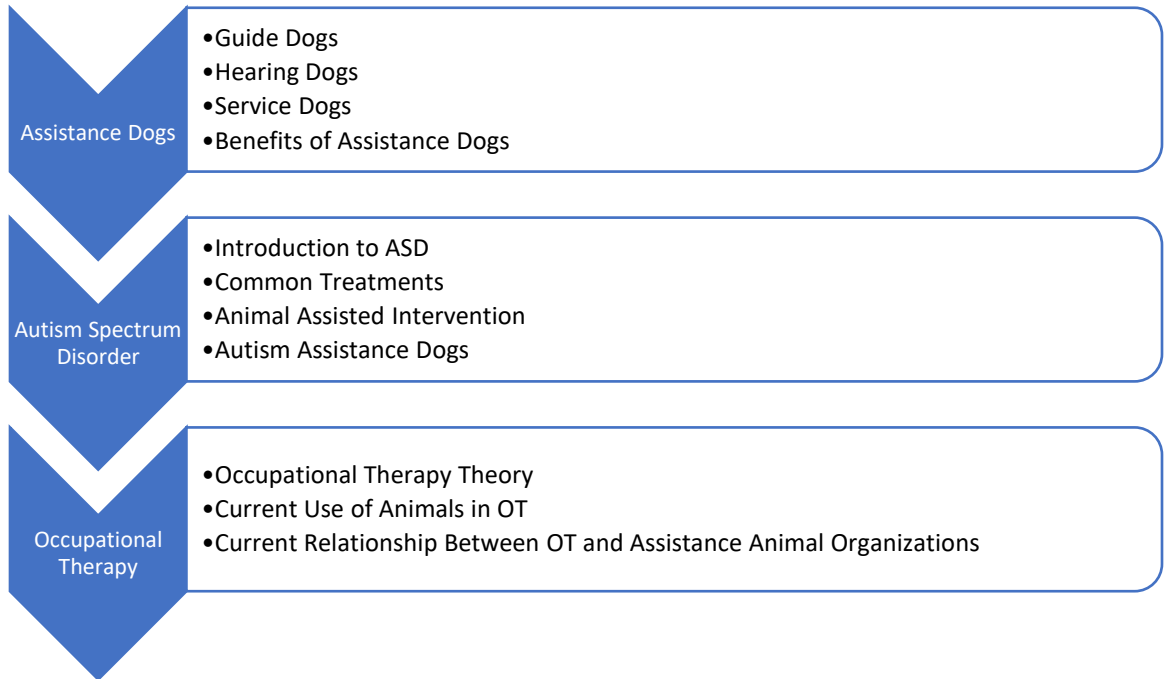 Assistance Dogs
•Guide Dogs
•Hearing Dogs
•Service Dogs
•Benefits of Assistance Dogs
Autism Spectrum
Disorder
•Introduction to ASD
•Common Treatments
•Animal Assisted Intervention
•Autism Assistance Dogs
Occupational
Therapy
•Occupational Therapy Theory
•Current Use of Animals in OT
•Current Relationship Between OT and Assistance Animal Organizations